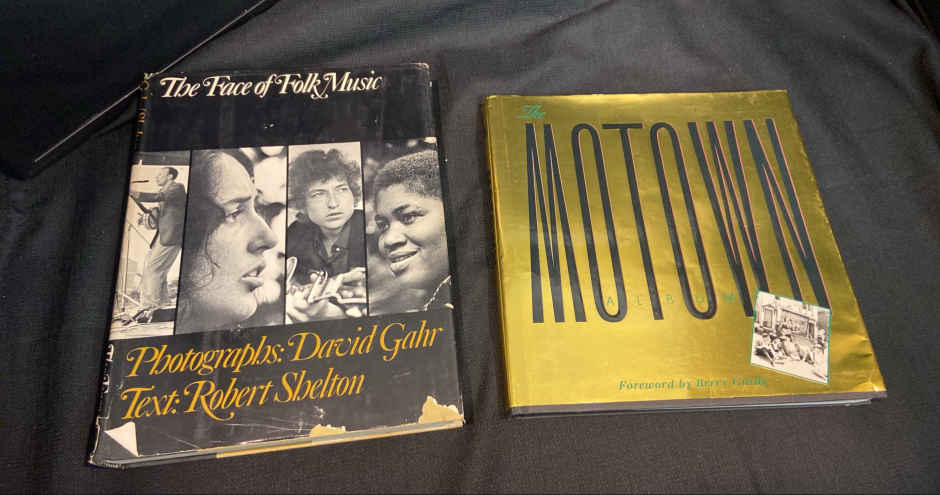 The Face of Folk Music
Photographs: David Gahr
Text: Robert Shelton
The
MOTOWN
ALBUM
Foreword by Berry Gordy